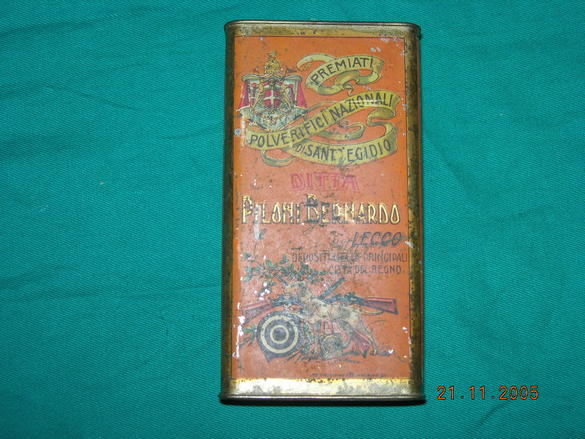 PREMIATI
POLVERIFICI NAZIONALI
DI SANT'EGIDIO
DITTA
PILONI BERNARDO
LECCO
DEPOSITI NELLE PRINCIPALI
CITTÀ DEL REGNO
21.11.2005